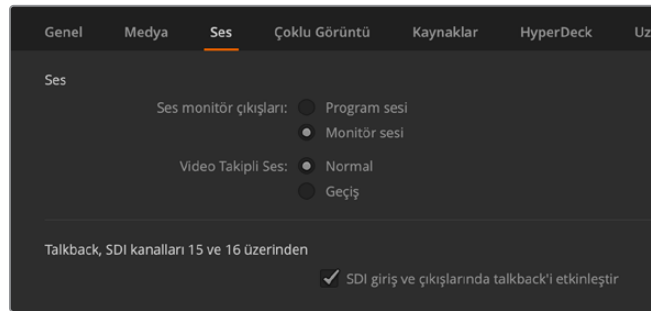 Genel Medya Ses Çoklu Görüntü Kaynaklar HyperDeck
Ses
Ses monitör çıkışları: Program sesi
Monitör sesi
Video Takipli Ses: Normal
Geçiş
Talkback, SDI kanalları 15 ve 16 üzerinden
SDI giriş ve çıkışlarında talkback'i etkinleştir